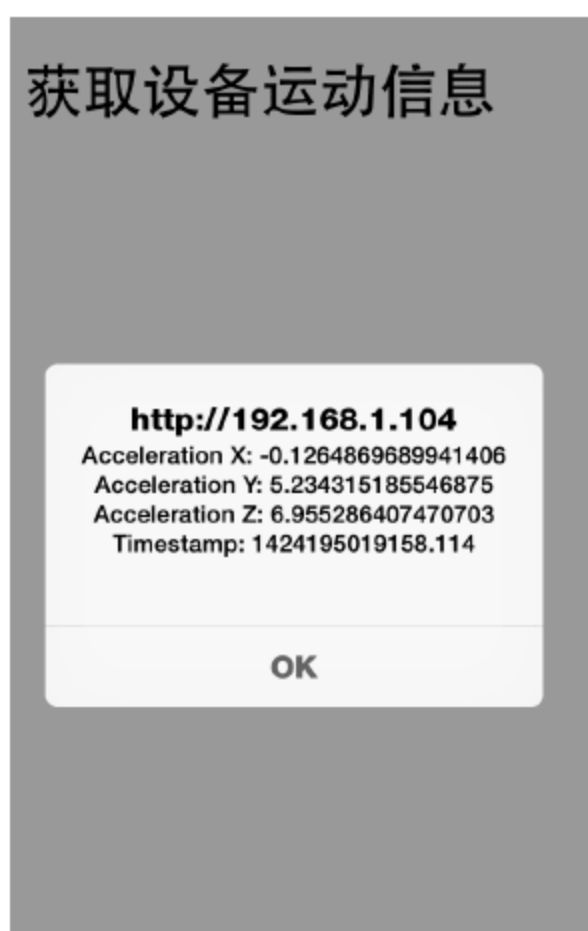 获取设备运动信息
http://192.168.1.104
Acceleration X: -0.1264869689941406
Acceleration Y: 5.234315185546875
Acceleration Z: 6.955286407470703
Timestamp: 1424195019158.114
OK